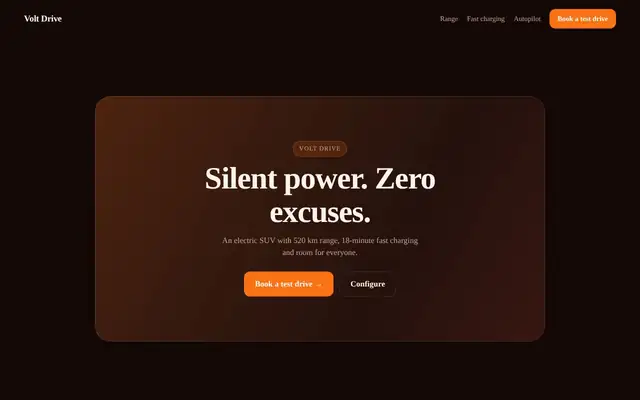 Volt Drive
Range
Fast charging
Autopilot
Book a test drive
VOLT DRIVE
Silent power. Zero
excuses.
An electric SUV with 520 km range, 18-minute fast charging
and room for everyone.
Book a test drive →
Configure